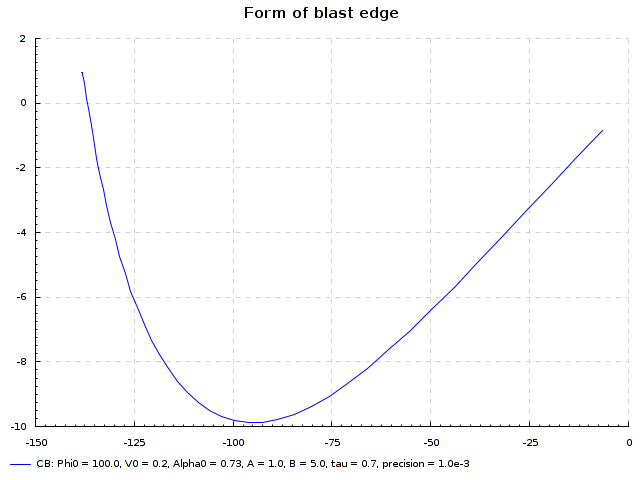 Form of blast edge
2
0
-2
-4
-6
-8
-10
-150 -125 -100 -75 -50 -25 0
CB: Phi0 = 100.0, V0 = 0.2, Alpha0 = 0.73, A = 1.0, B = 5.0, tau = 0.7, precision = 1.0e-3